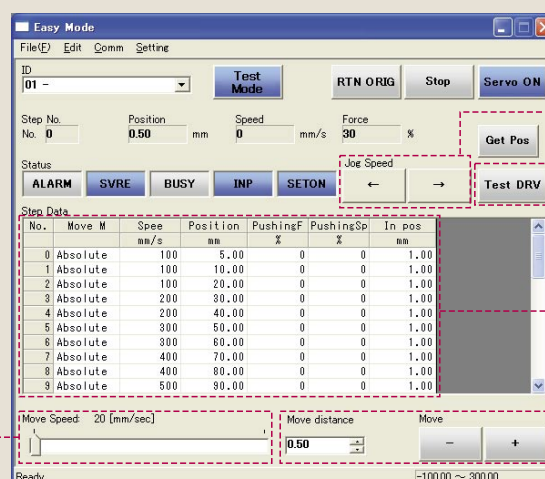 Easy Mode
File(F) Edit Comm Setting
ID
01 -
Test Mode
RTN ORIG
Stop
Servo ON
Step No. Position Speed Force
No. 0 0.50 mm 0 mm/s 30 %
Get Pos
Status
Jog Speed
ALARM SVRE BUSY INP SETON ← → Test DRV
Step Data
No. Move M Spee Position PushingF PushingSp In pos
mm/s mm % % mm
0 Absolute 100 5.00 0 0 1.00
1 Absolute 100 10.00 0 0 1.00
2 Absolute 100 20.00 0 0 1.00
3 Absolute 200 30.00 0 0 1.00
4 Absolute 200 40.00 0 0 1.00
5 Absolute 300 50.00 0 0 1.00
6 Absolute 300 60.00 0 0 1.00
7 Absolute 400 70.00 0 0 1.00
8 Absolute 400 80.00 0 0 1.00
9 Absolute 500 90.00 0 0 1.00
Move Speed: 20 [mm/sec] Move distance Move
0.50 - +
Ready -100.00 ~ 300.00